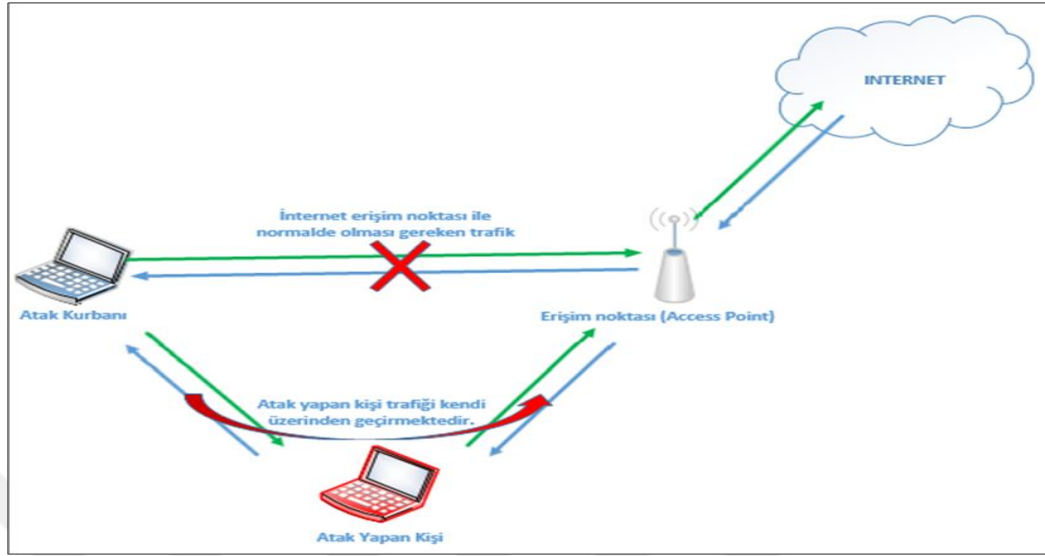 INTERNET
İnternet erişim noktası ile
normalde olması gereken trafik
Atak Kurbanı
Erişim noktası (Access Point)
Atak yapan kişi trafiği kendi
üzerinden geçirmektedir.
Atak Yapan Kişi